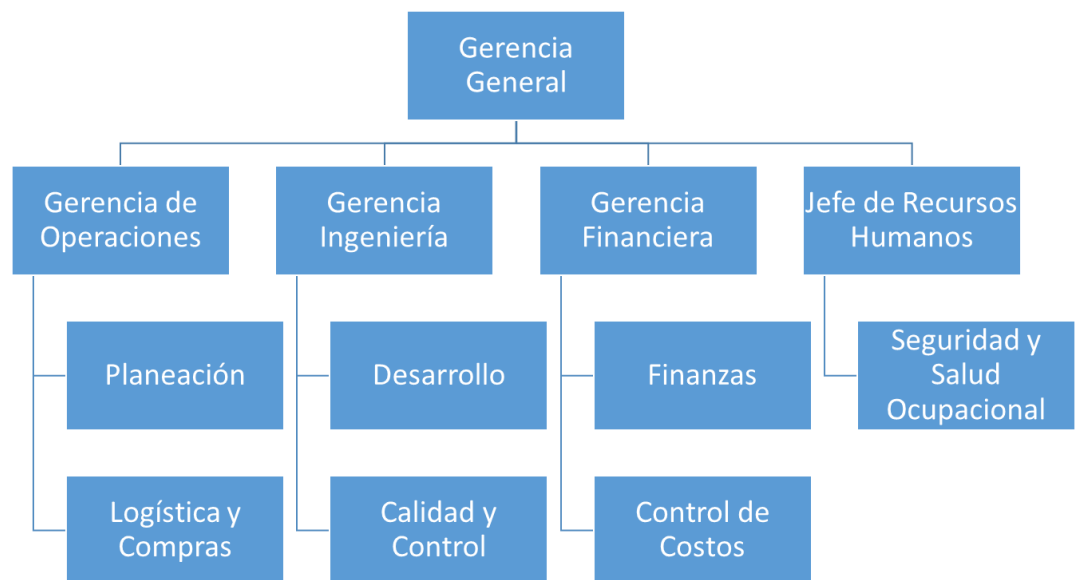 Gerencia
General
Gerencia de
Operaciones
Gerencia
Ingeniería
Gerencia
Financiera
Jefe de Recursos
Humanos
Planeación
Desarrollo
Finanzas
Seguridad y
Salud
Ocupacional
Logística y
Compras
Calidad y
Control
Control de
Costos